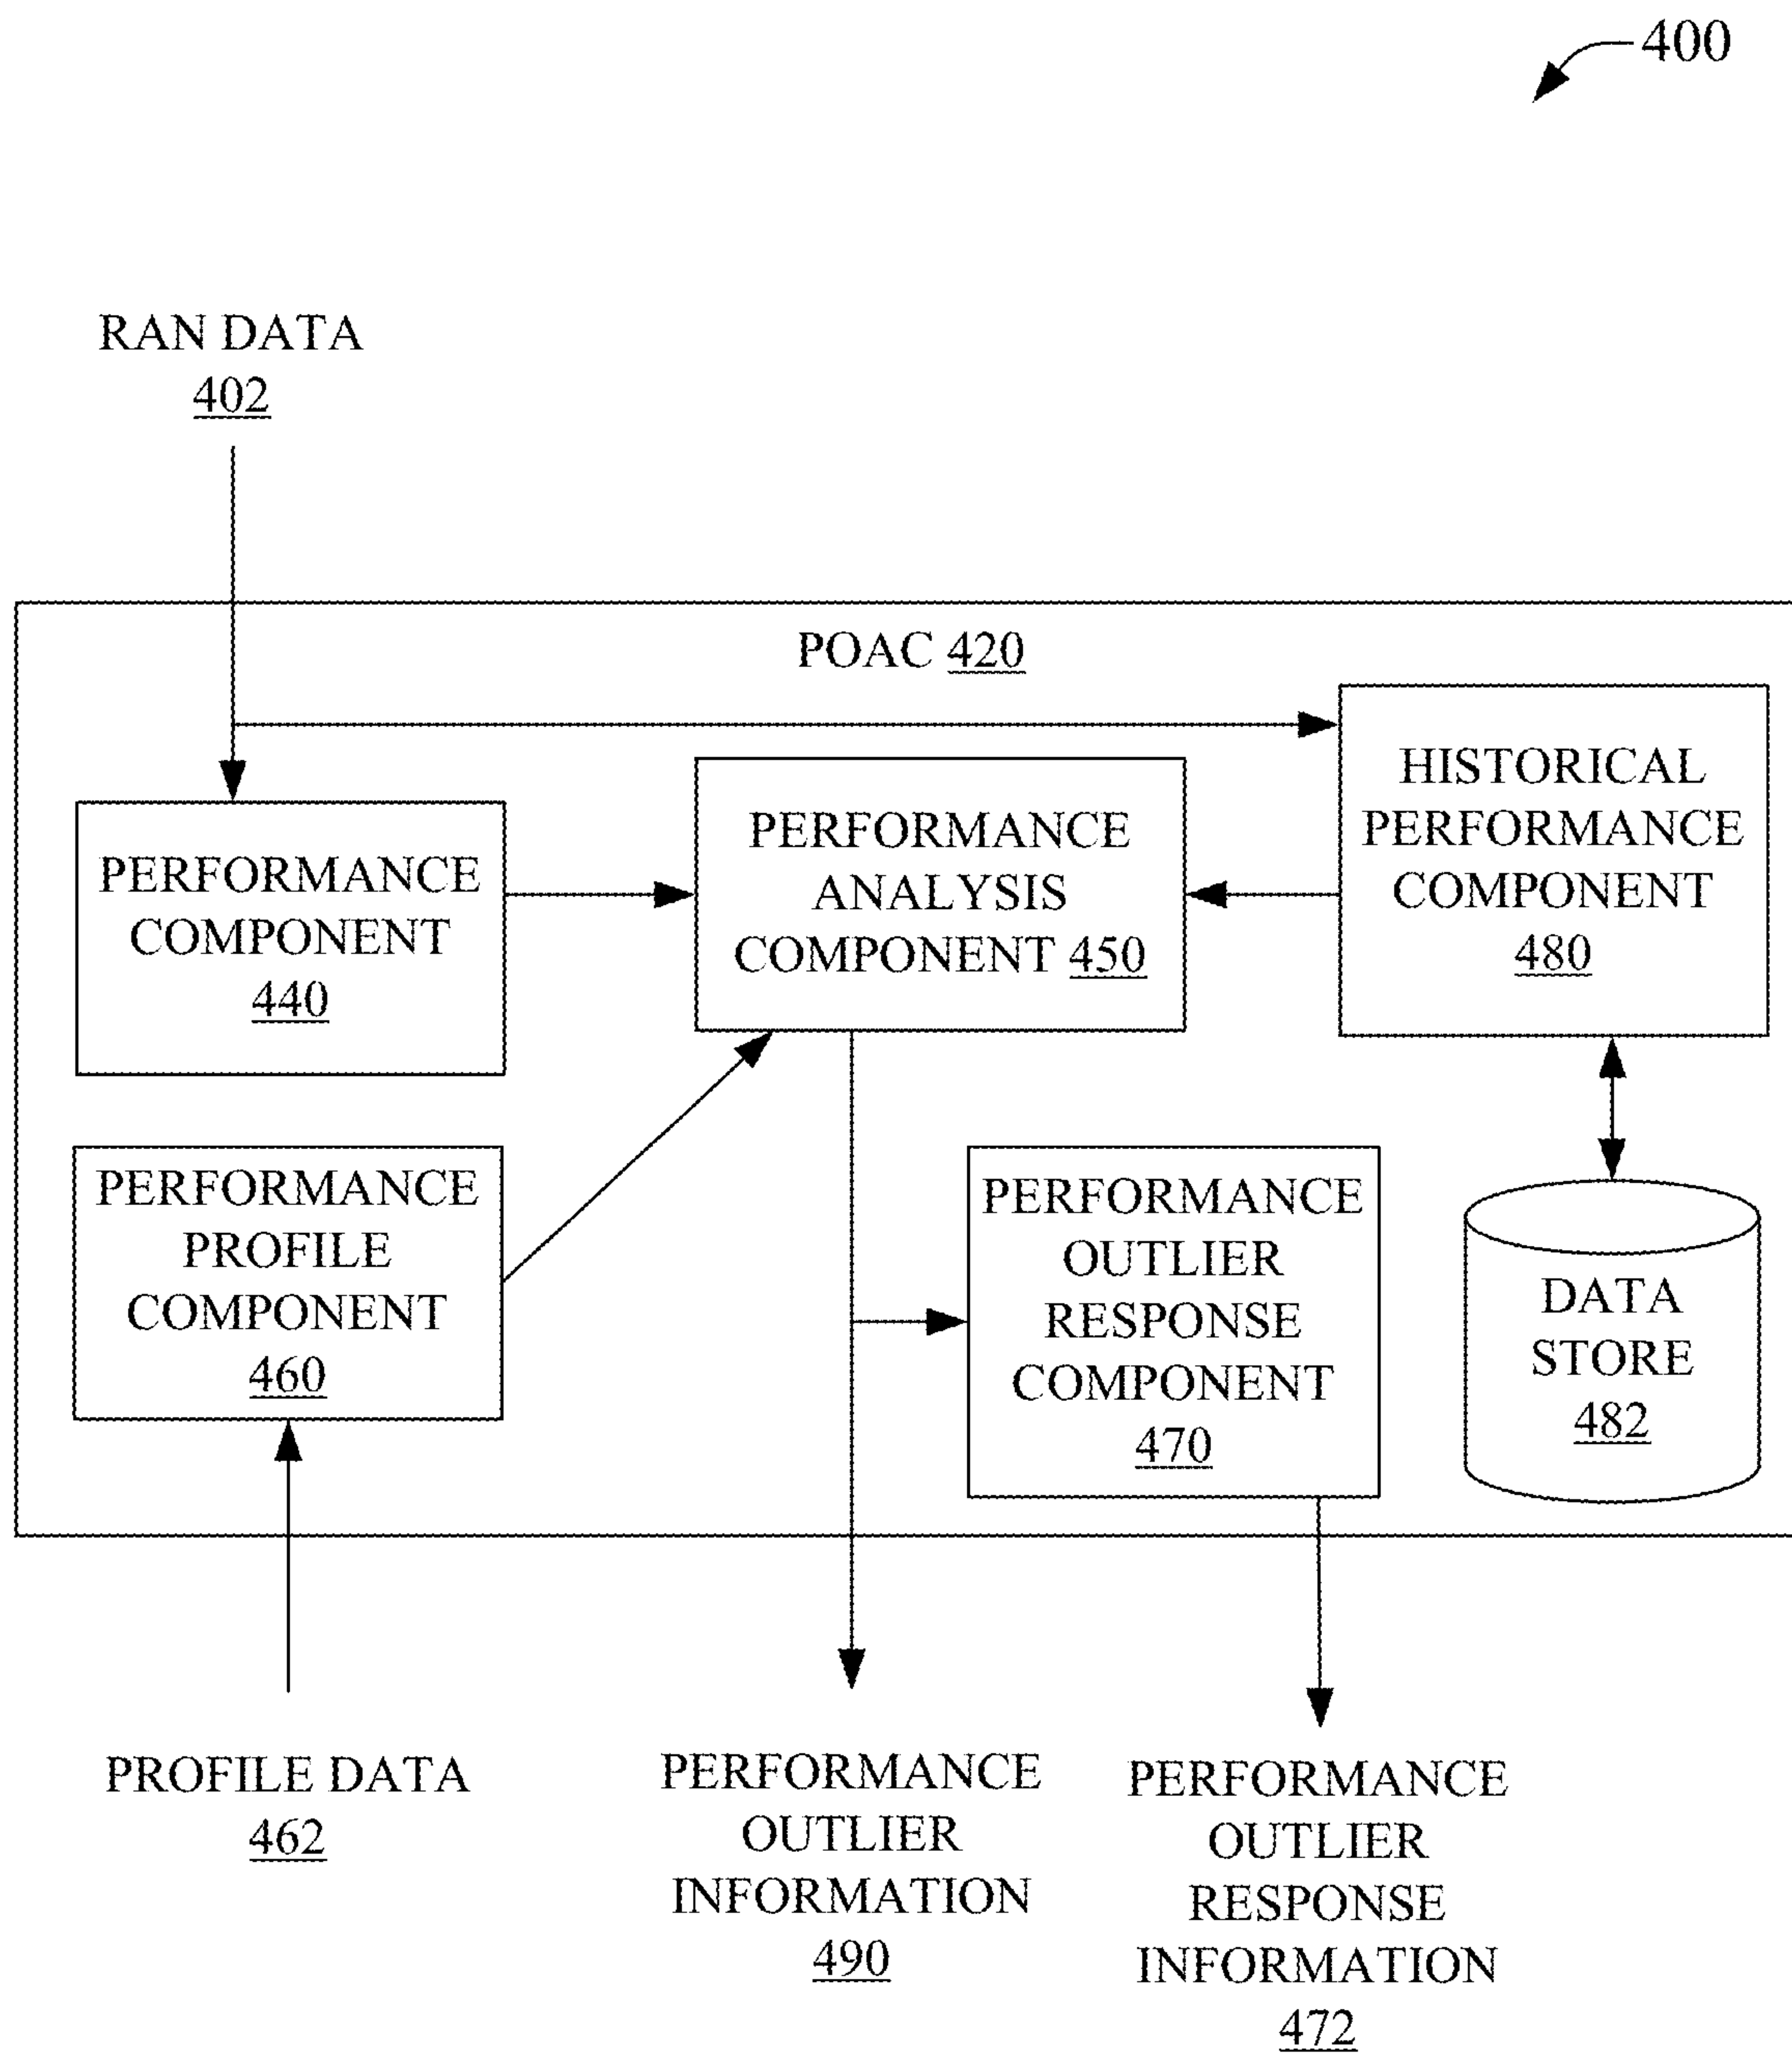 400
RAN DATA
402
POAC 420
PERFORMANCE
COMPONENT
440
PERFORMANCE
ANALYSIS
COMPONENT 450
HISTORICAL
PERFORMANCE
COMPONENT
480
PERFORMANCE
PROFILE
COMPONENT
460
PERFORMANCE
OUTLIER
RESPONSE
COMPONENT
470
DATA
STORE
482
PROFILE DATA
462
PERFORMANCE
OUTLIER
INFORMATION
490
PERFORMANCE
OUTLIER
RESPONSE
INFORMATION
472